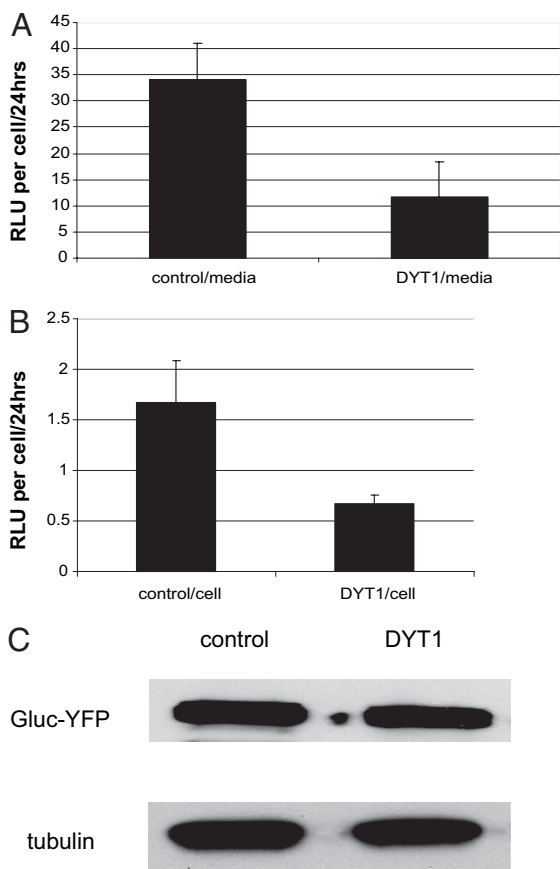 A
RLU per cell/24hrs
45
40
35
30
25
20
15
10
5
0
control/media
DYT1/media
B
RLU per cell/24hrs
2.5
2
1.5
1
0.5
0
control/cell
DYT1/cell
C
control DYT1
Gluc-YFP
tubulin